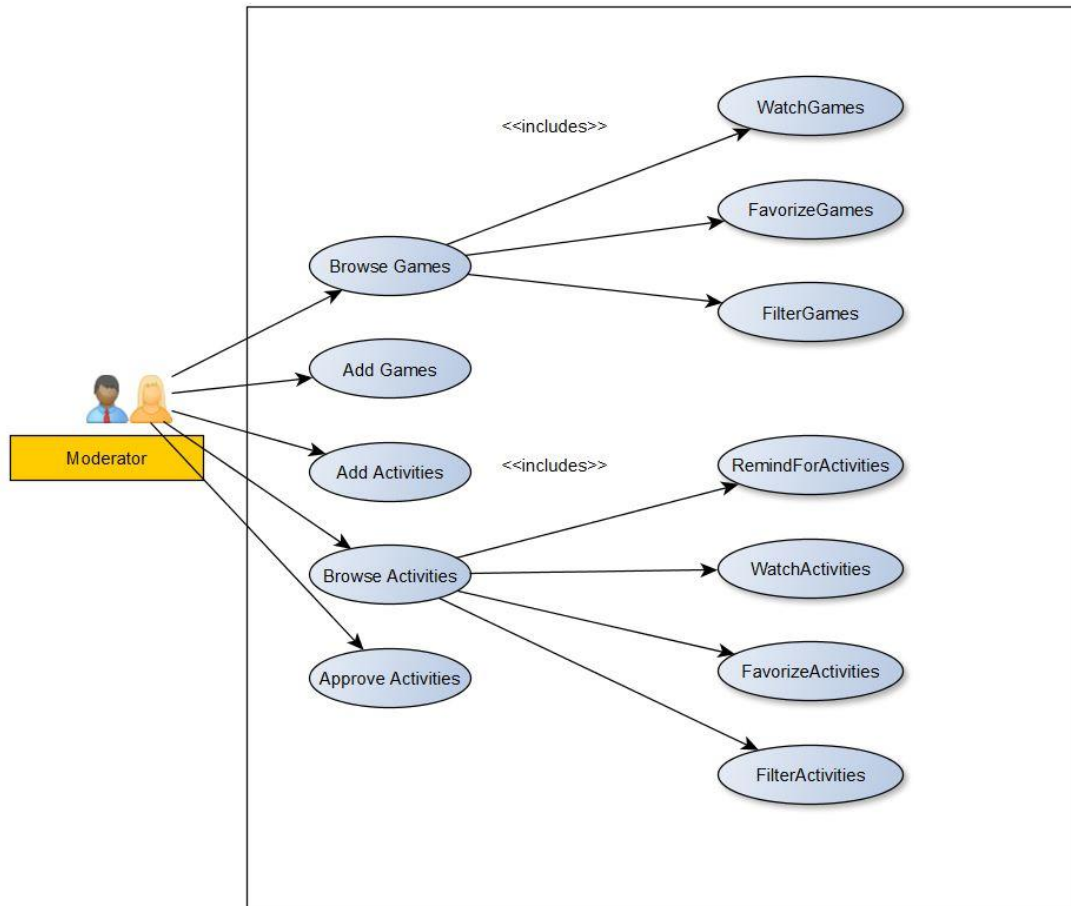 WatchGames
<<includes>>
FavorizeGames
Browse Games
FilterGames
Add Games
Moderator
RemindForActivities
<<includes>>
Add Activities
WatchActivities
Browse Activities
FavorizeActivities
Approve Activities
FilterActivities